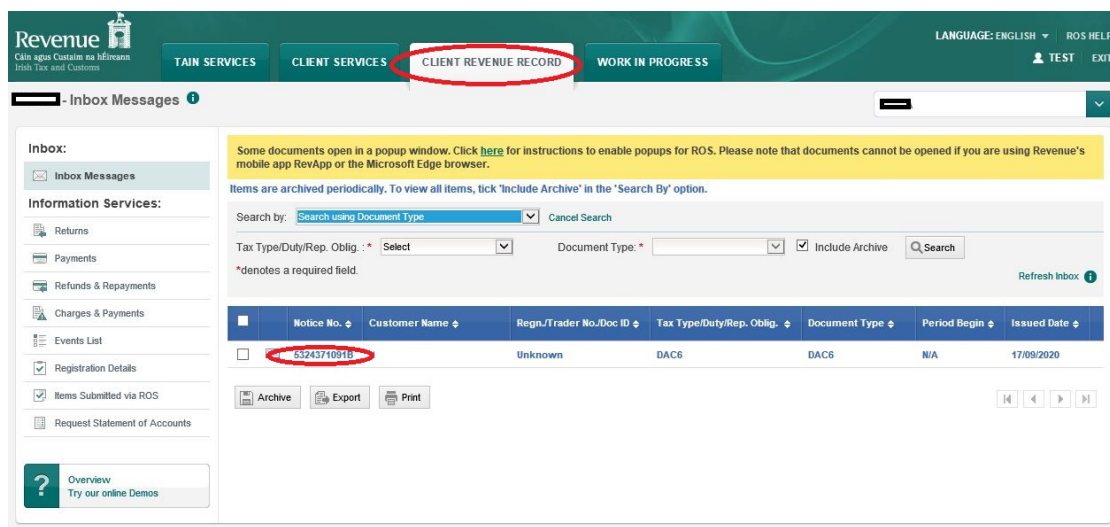 Revenue
Cáin agus Custaim na hÉireann
Irish Tax and Customs
TAIN SERVICES
CLIENT SERVICES
CLIENT REVENUE RECORD
WORK IN PROGRESS
LANGUAGE: ENGLISH
ROS HELP
TEST
EXIT
- Inbox Messages
Inbox:
Inbox Messages
Information Services:
Returns
Payments
Refunds & Repayments
Charges & Payments
Events List
Registration Details
Items Submitted via ROS
Request Statement of Accounts
?
Overview
Try our online Demos
Some documents open in a popup window. Click here for instructions to enable popups for ROS. Please note that documents cannot be opened if you are using Revenue's
mobile app RevApp or the Microsoft Edge browser.
Items are archived periodically. To view all items, tick 'Include Archive' in the 'Search By' option.
Search by: Search using Document Type Cancel Search
Tax Type/Duty/Rep. Oblig. : * Select Document Type: * Include Archive Search
*denotes a required field.
Refresh Inbox
Notice No. Customer Name Regn./Trader No./Doc ID Tax Type/Duty/Rep. Oblig. Document Type Period Begin Issued Date
5324371091B Unknown DAC6 DAC6 N/A 17/09/2020
Archive Export Print